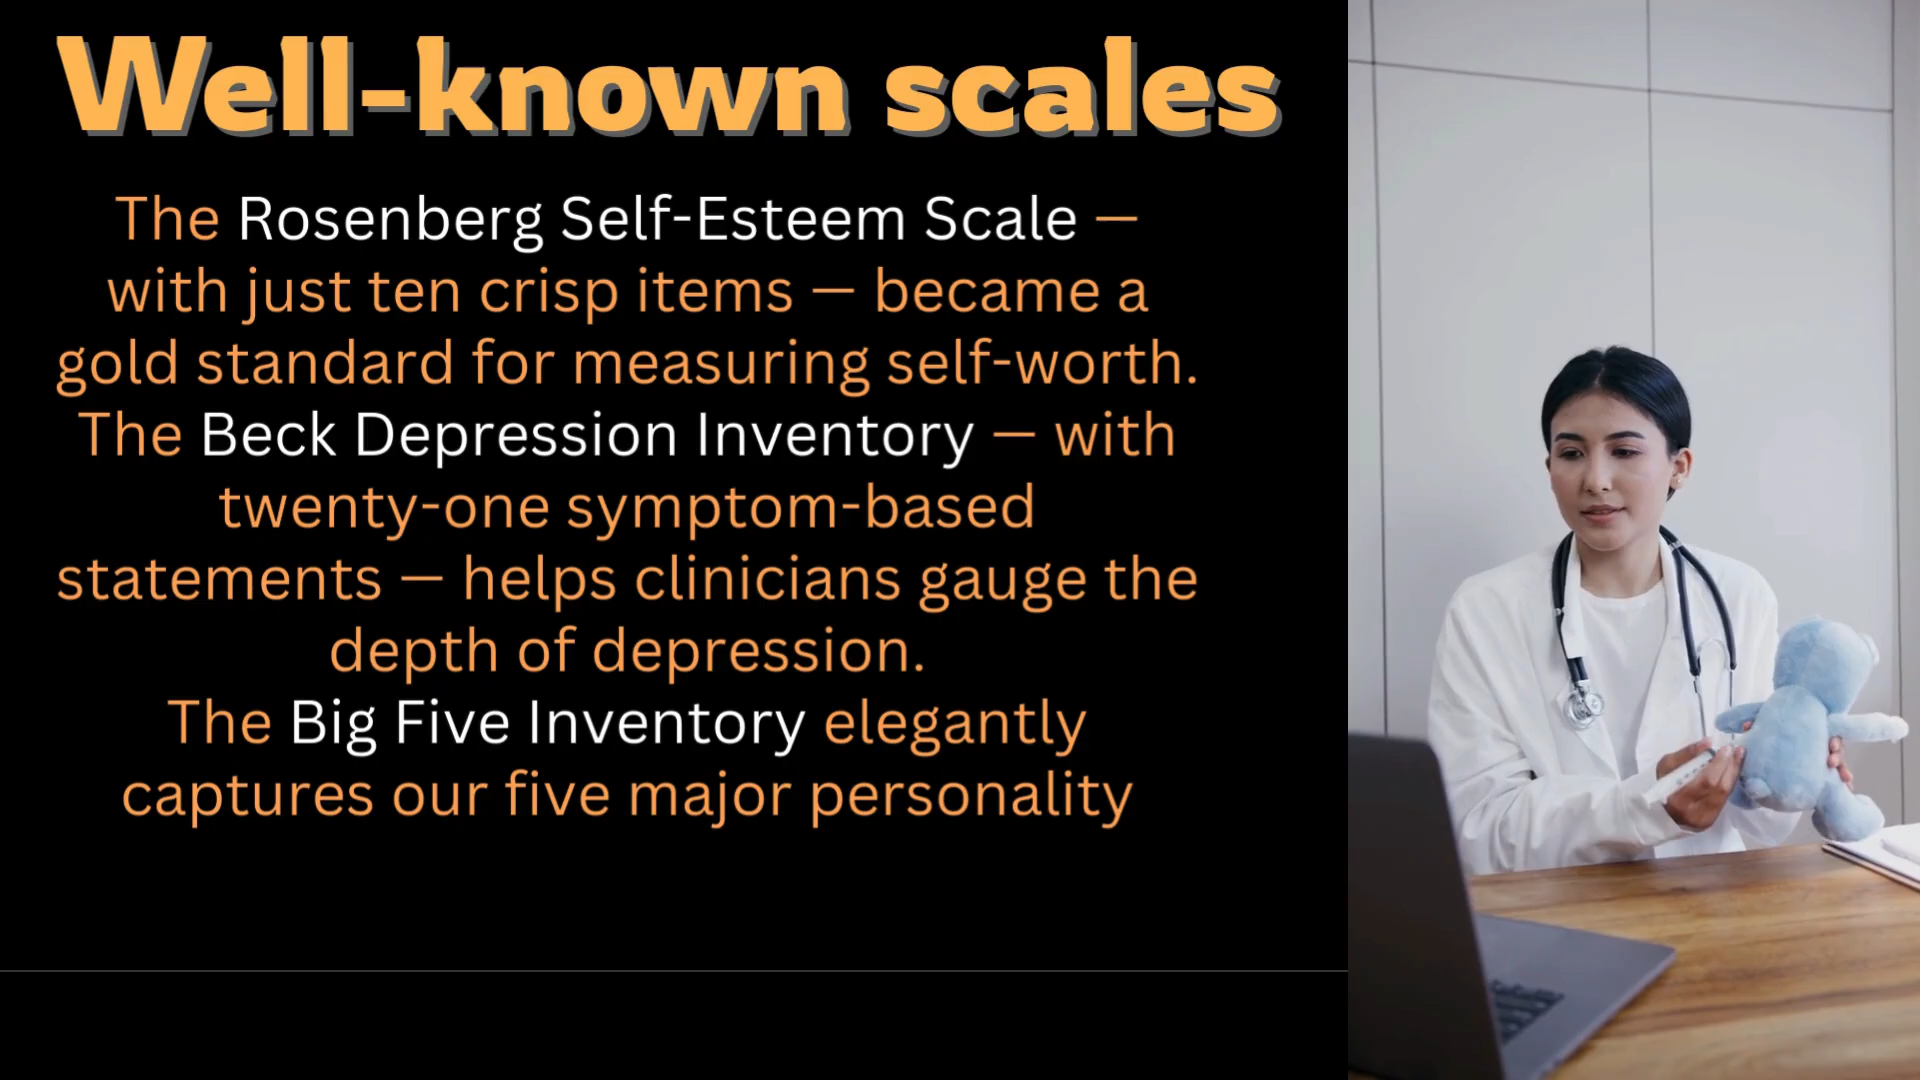 Well-known scales
The Rosenberg Self-Esteem Scale —
with just ten crisp items — became a
gold standard for measuring self-worth.
The Beck Depression Inventory — with
twenty-one symptom-based
statements — helps clinicians gauge the
depth of depression.
The Big Five Inventory elegantly
captures our five major personality